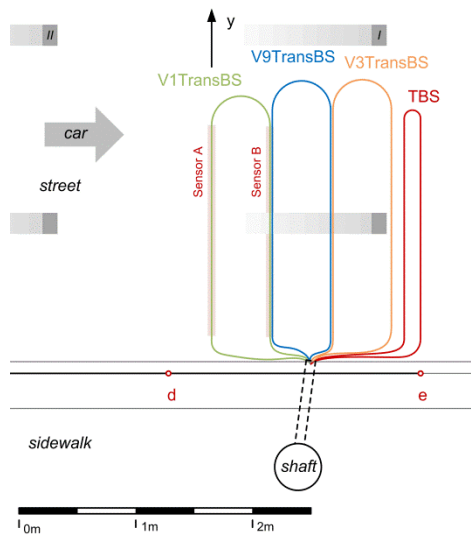 II
I
y
V9TransBS
V3TransBS
V1TransBS
TBS
car
Sensor A
Sensor B
street
d
e
sidewalk
shaft
0m
1m
2m